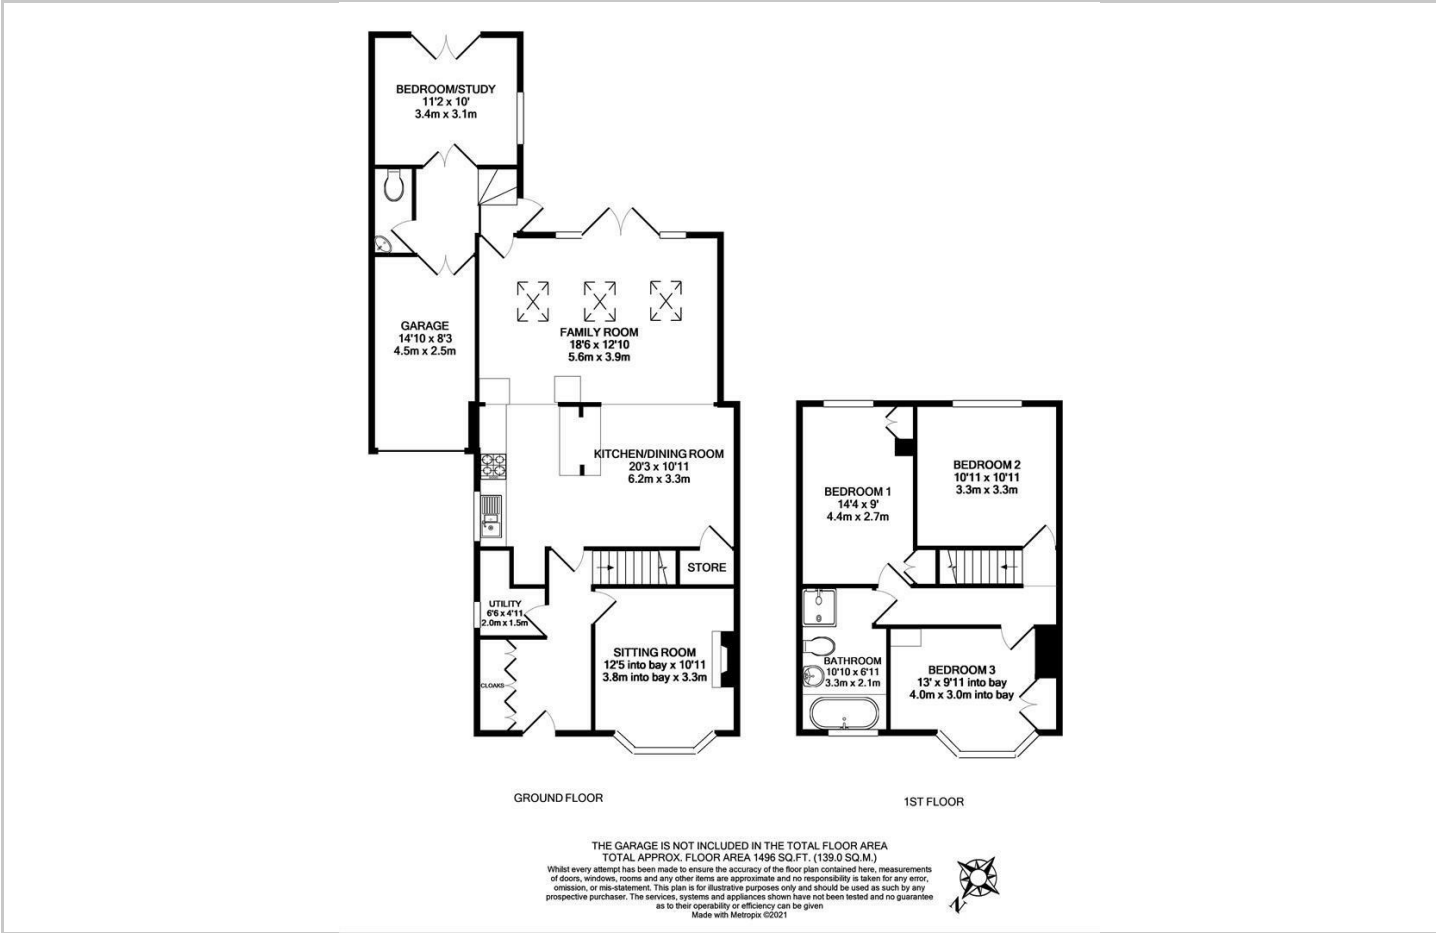 BEDROOM/STUDY
11'2 x 10'
3.4m x 3.1m
GARAGE
14'10 x 8'3
4.5m x 2.5m
FAMILY ROOM
18'6 x 12'10
5.6m x 3.9m
KITCHEN/DINING ROOM
20'3 x 10'11
6.2m x 3.3m
STORE
UTILITY
6'6 x 4'11
2.0m x 1.5m
CLOAKS
SITTING ROOM
12'5 into bay x 10'11
3.8m into bay x 3.3m
GROUND FLOOR
BEDROOM 1
14'4 x 9'
4.4m x 2.7m
BEDROOM 2
10'11 x 10'11
3.3m x 3.3m
BATHROOM
10'10 x 6'11
3.3m x 2.1m
BEDROOM 3
13' x 9'11 into bay
4.0m x 3.0m into bay
1ST FLOOR
THE GARAGE IS NOT INCLUDED IN THE TOTAL FLOOR AREA
TOTAL APPROX. FLOOR AREA 1496 SQ.FT. (139.0 SQ.M.)
Whilst every attempt has been made to ensure the accuracy of the floor plan contained here, measurements
of doors, windows, rooms and any other items are approximate and no responsibility is taken for any error,
omission, or mis-statement. This plan is for illustrative purposes only and should be used as such by any
prospective purchaser. The services, systems and appliances shown have not been tested and no guarantee
as to their operability or efficiency can be given
Made with Metropix ©2021
N